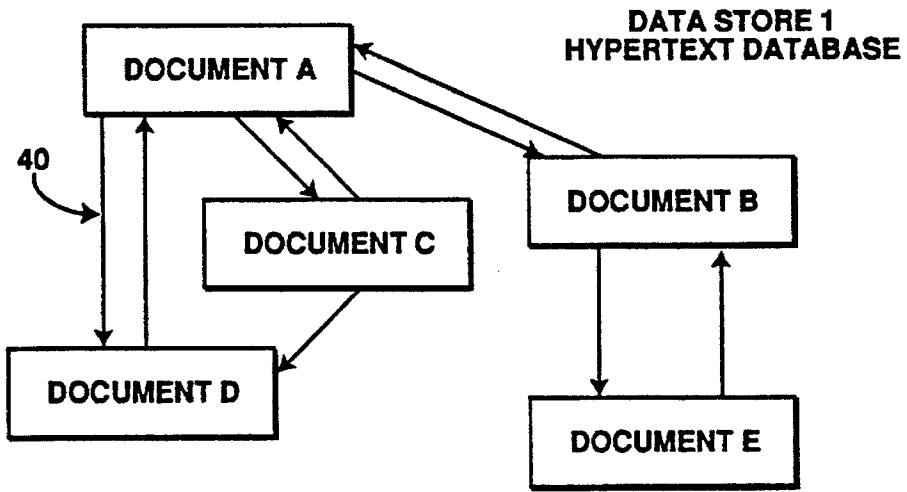 DATA STORE 1
HYPERTEXT DATABASE
DOCUMENT A
40
DOCUMENT B
DOCUMENT C
DOCUMENT D
DOCUMENT E